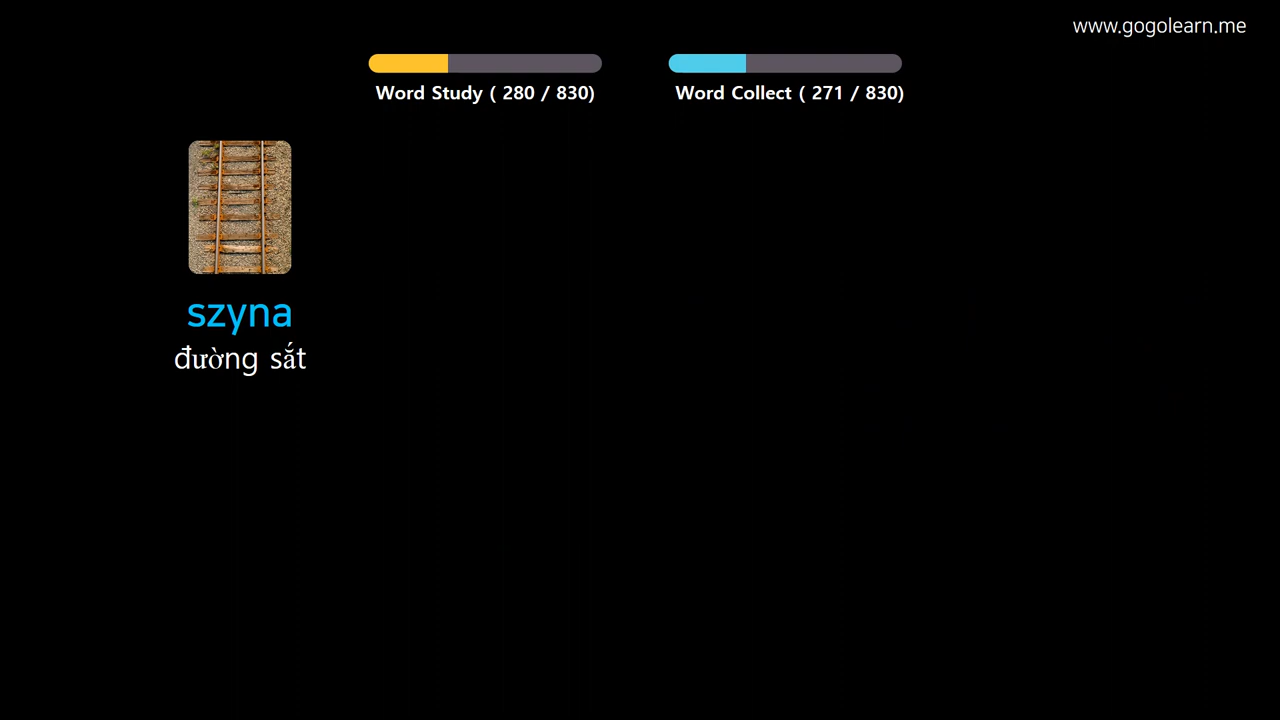 www.gogolearn.me
Word Study ( 280 / 830)
Word Collect ( 271 / 830)
szyna
đường sắt